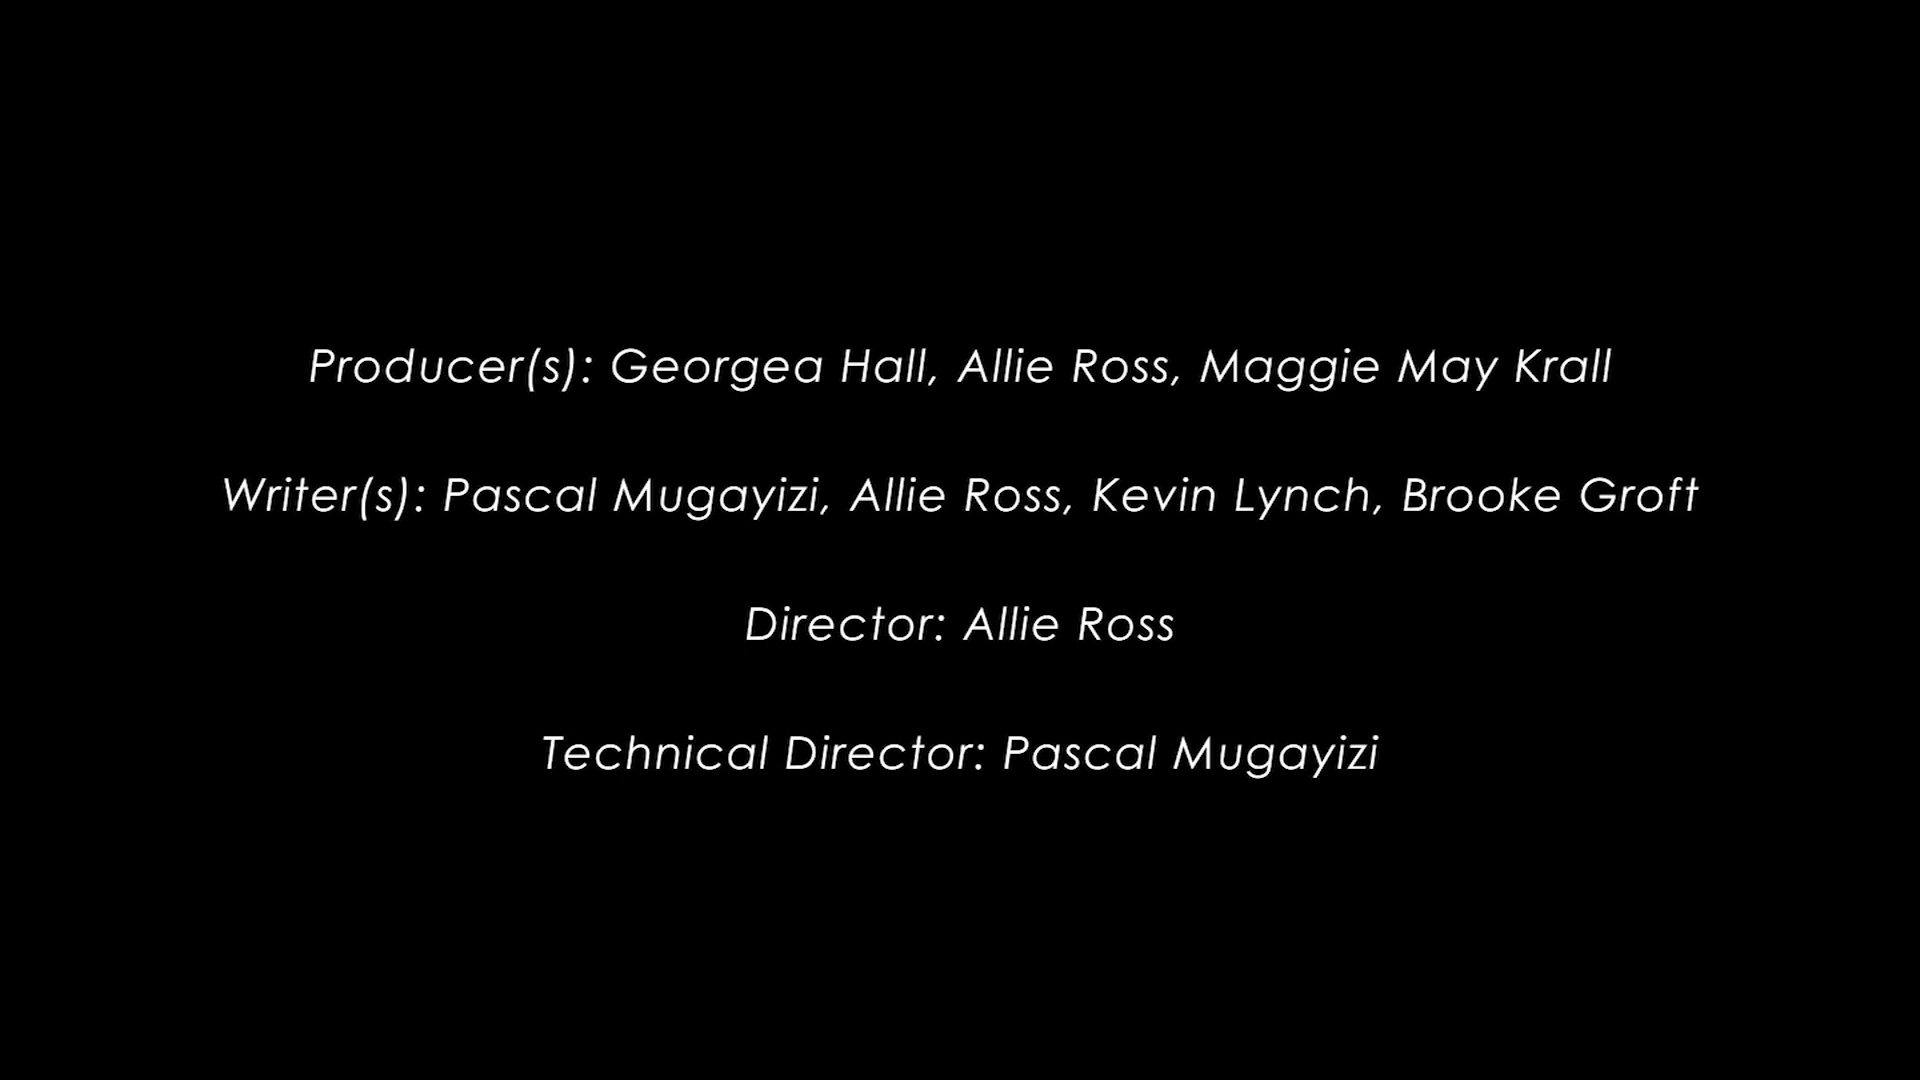 Producer(s): Georgea Hall, Allie Ross, Maggie May Krall
Writer(s): Pascal Mugayizi, Allie Ross, Kevin Lynch, Brooke Groft
Director: Allie Ross
Technical Director: Pascal Mugayizi